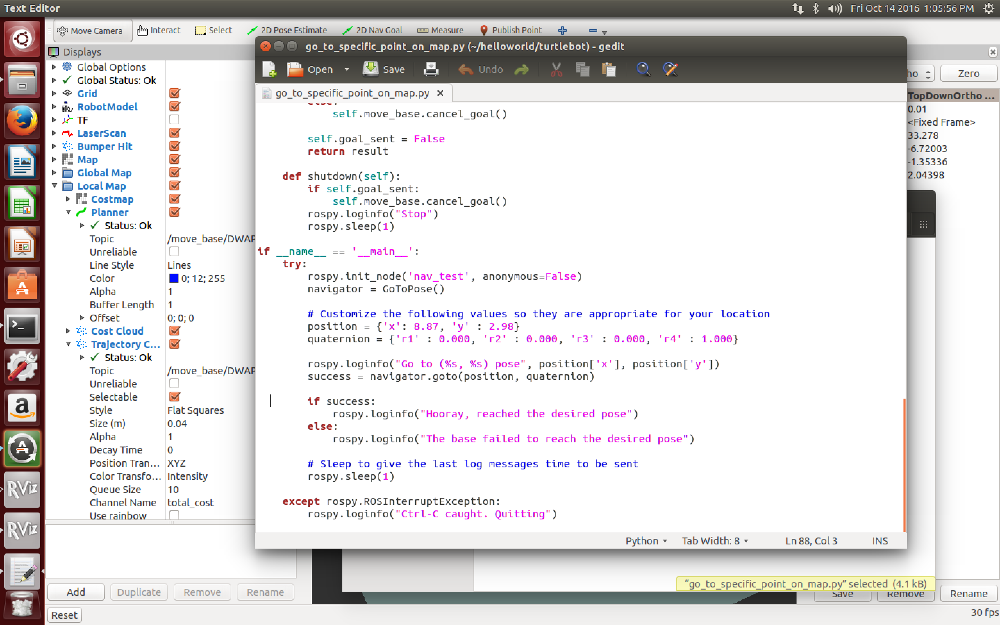 Text Editor
Fri Oct 14 2016 1:05:56 PM
Move Camera Interact Select 2D Pose Estimate 2D Nav Goal Measure Publish Point
Displays
Global Options
Global Status: Ok
Grid
RobotModel
TF
LaserScan
Bumper Hit
Map
Global Map
Local Map
Costmap
Planner
Status: Ok
Topic /move_base/DWAP
Unreliable
Line Style Lines
Color 0; 12; 255
Alpha 1
Buffer Length 1
Offset 0; 0; 0
Cost Cloud
Trajectory C...
Status: Ok
Topic /move_base/DWAP
Unreliable
Selectable
Style Flat Squares
Size (m) 0.04
Alpha 1
Decay Time 0
Position Tran... XYZ
Color Transfo... Intensity
Queue Size 10
Channel Name total_cost
Use rainbow
Add Duplicate Remove Rename
Reset
go_to_specific_point_on_map.py (~/helloworld/turtlebot) - gedit
Open Save Undo
go_to_specific_point_on_map.py
else:
self.move_base.cancel_goal()
self.goal_sent = False
return result
def shutdown(self):
if self.goal_sent:
self.move_base.cancel_goal()
rospy.loginfo("Stop")
rospy.sleep(1)
if __name__ == '__main__':
try:
rospy.init_node('nav_test', anonymous=False)
navigator = GoToPose()
# Customize the following values so they are appropriate for your location
position = {'x': 8.87, 'y' : 2.98}
quaternion = {'r1' : 0.000, 'r2' : 0.000, 'r3' : 0.000, 'r4' : 1.000}
rospy.loginfo("Go to (%s, %s) pose", position['x'], position['y'])
success = navigator.goto(position, quaternion)
if success:
rospy.loginfo("Hooray, reached the desired pose")
else:
rospy.loginfo("The base failed to reach the desired pose")
# Sleep to give the last log messages time to be sent
rospy.sleep(1)
except rospy.ROSInterruptException:
rospy.loginfo("Ctrl-C caught. Quitting")
Python Tab Width: 8 Ln 88, Col 3 INS
ho Zero
TopDownOrtho ...
0.01
<Fixed Frame>
33.278
-6.72003
-1.35336
2.04398
“go_to_specific_point_on_map.py” selected (4.1 kB)
Save Remove Rename
30 fps
RViz
RViz